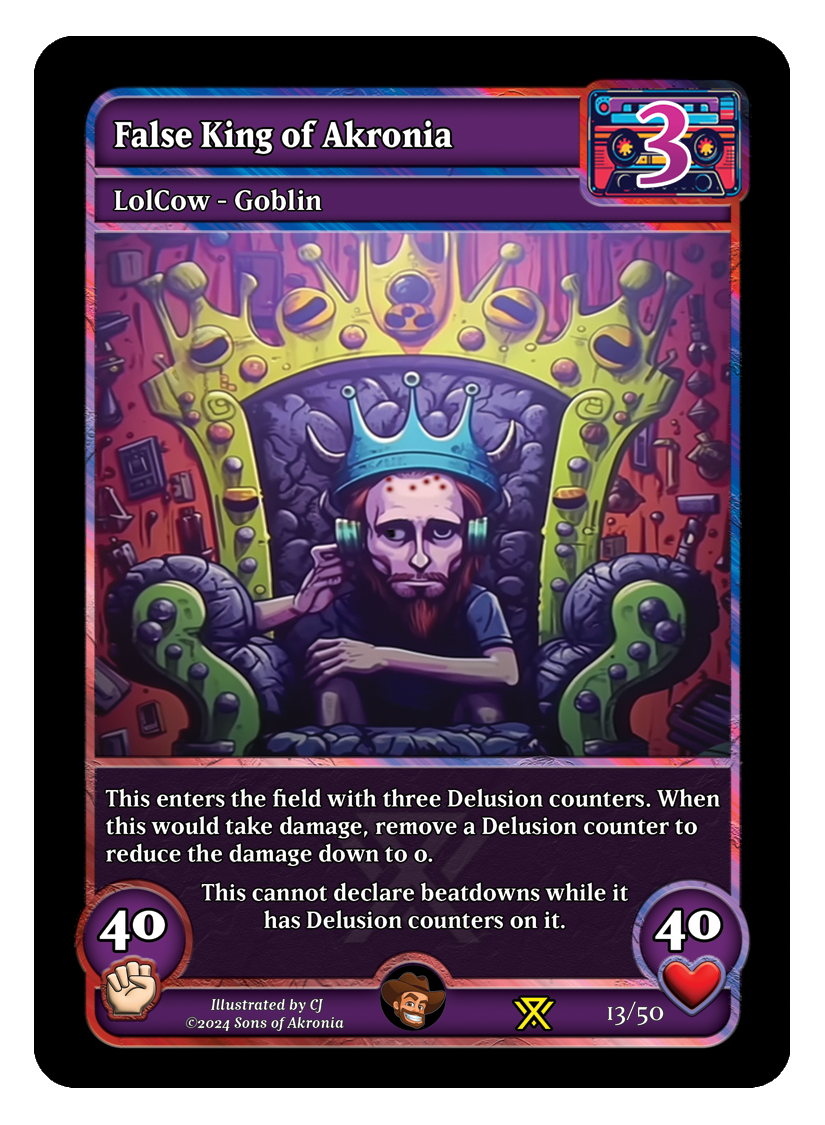 False King of Akronia
3
LolCow - Goblin
This enters the field with three Delusion counters. When
this would take damage, remove a Delusion counter to
reduce the damage down to 0.
This cannot declare beatdowns while it
has Delusion counters on it.
40
40
Illustrated by CJ
©2024 Sons of Akronia
13/50